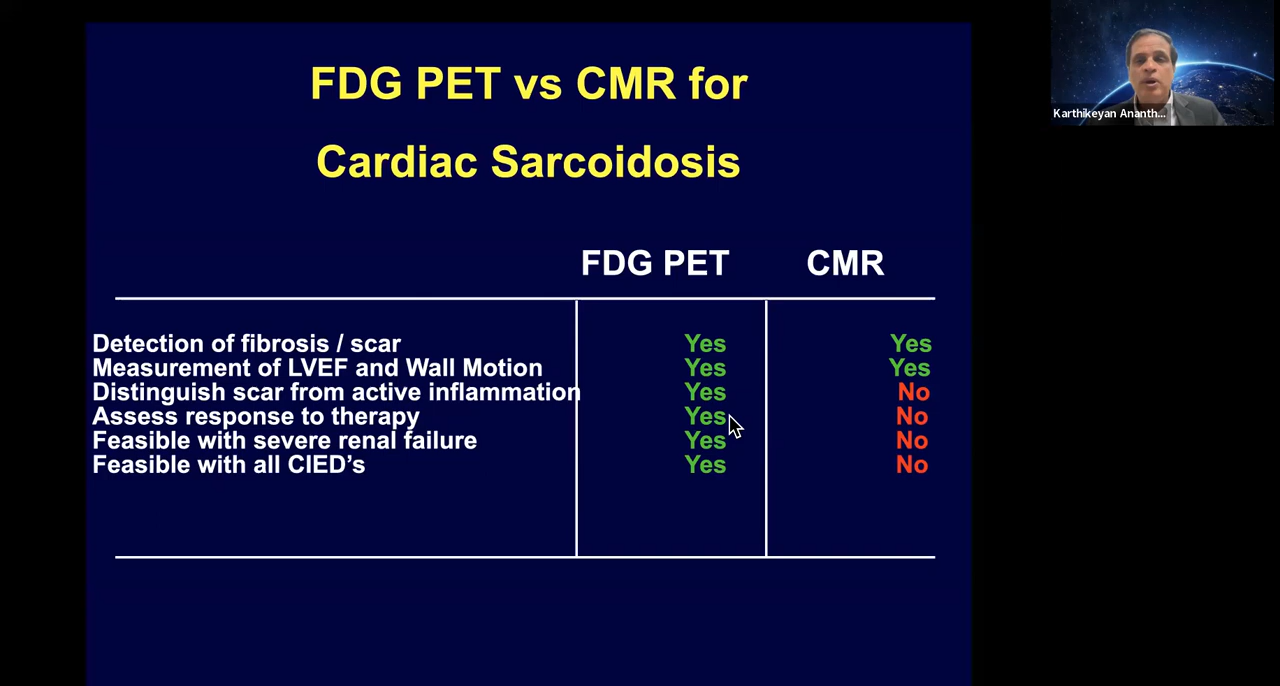 FDG PET vs CMR for
Cardiac Sarcoidosis
FDG PET CMR
Detection of fibrosis / scar Yes Yes
Measurement of LVEF and Wall Motion Yes Yes
Distinguish scar from active inflammation Yes No
Assess response to therapy Yes No
Feasible with severe renal failure Yes No
Feasible with all CIED’s Yes No
Karthikeyan Ananth...